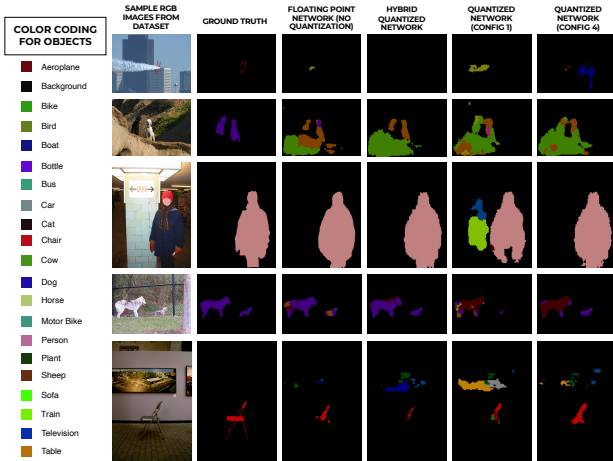 COLOR CODING
FOR OBJECTS
Aeroplane
Background
Bike
Bird
Boat
Bottle
Bus
Car
Cat
Chair
Cow
Dog
Horse
Motor Bike
Person
Plant
Sheep
Sofa
Train
Television
Table
SAMPLE RGB
IMAGES FROM
DATASET
GROUND TRUTH
FLOATING POINT
NETWORK (NO
QUANTIZATION)
HYBRID
QUANTIZED
NETWORK
QUANTIZED
NETWORK
(CONFIG 1)
QUANTIZED
NETWORK
(CONFIG 4)